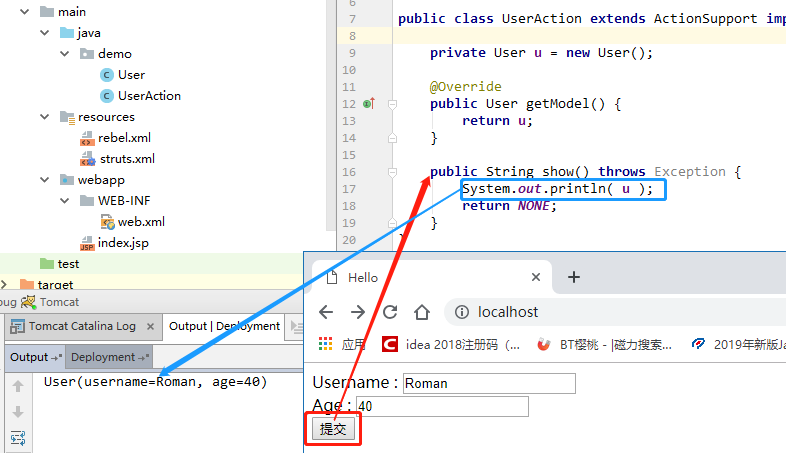 main
java
demo
User
UserAction
resources
rebel.xml
struts.xml
webapp
WEB-INF
web.xml
index.jsp
test
target
7 public class UserAction extends ActionSupport imp
8
9 private User u = new User();
10
11 @Override
12 public User getModel() {
13 return u;
14 }
15
16 public String show() throws Exception {
17 System.out.println( u );
18 return NONE;
19 }
20
bug Tomcat
Tomcat Catalina Log × Output | Deployment
Output Deployment
User(username=Roman, age=40)
Hello
localhost
应用 idea 2018注册码（... BT樱桃 - |磁力搜索... 2019年新版Ja
Username : Roman
Age : 40
提交